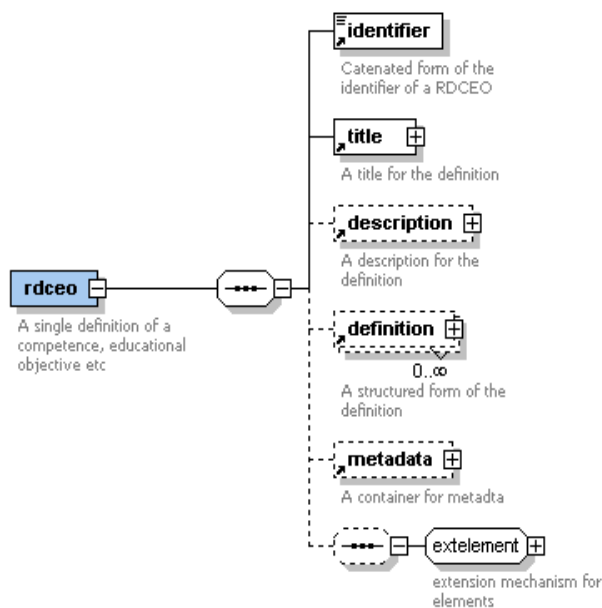 identifier
Catenated form of the
identifier of a RDCEO
title
A title for the definition
description
A description for the
definition
rdceo
A single definition of a
competence, educational
objective etc
definition
0..∞
A structured form of the
definition
metadata
A container for metadta
extelement
extension mechanism for
elements